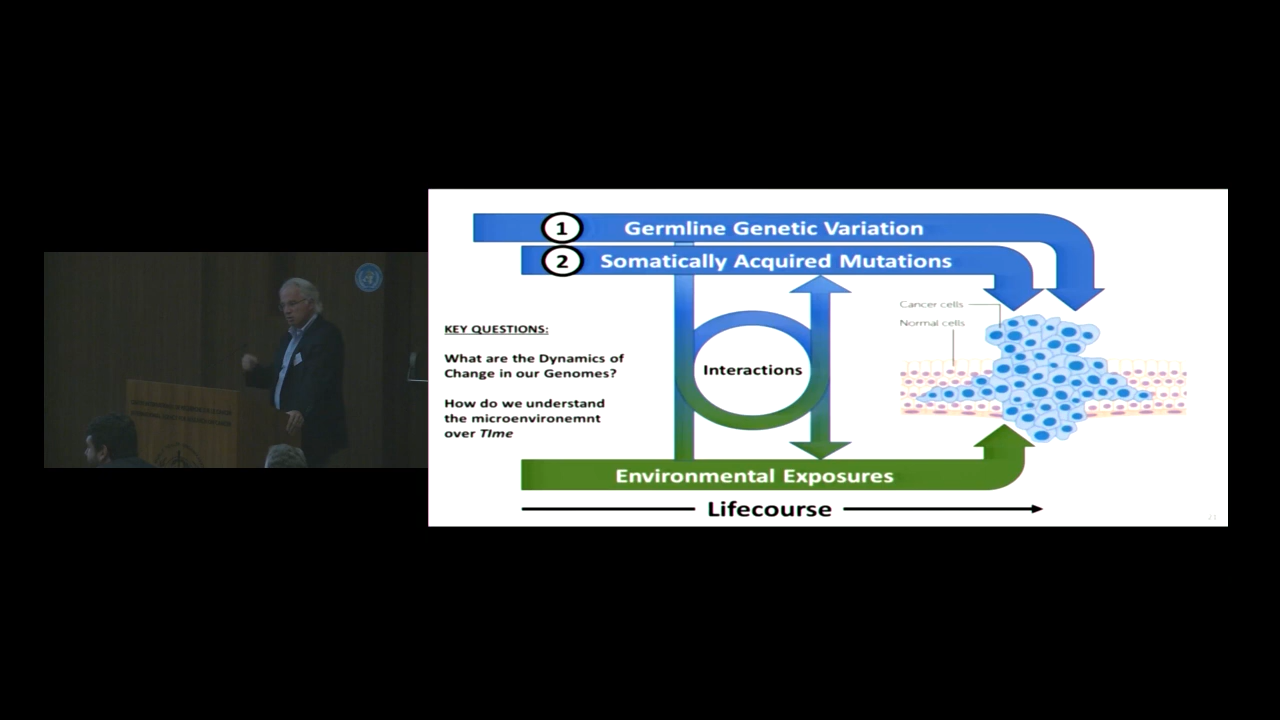 1
Germline Genetic Variation
2
Somatically Acquired Mutations
Cancer cells
Normal cells
KEY QUESTIONS:
What are the Dynamics of
Change in our Genomes?
How do we understand
the microenvironemnt
over TIme
Interactions
Environmental Exposures
Lifecourse